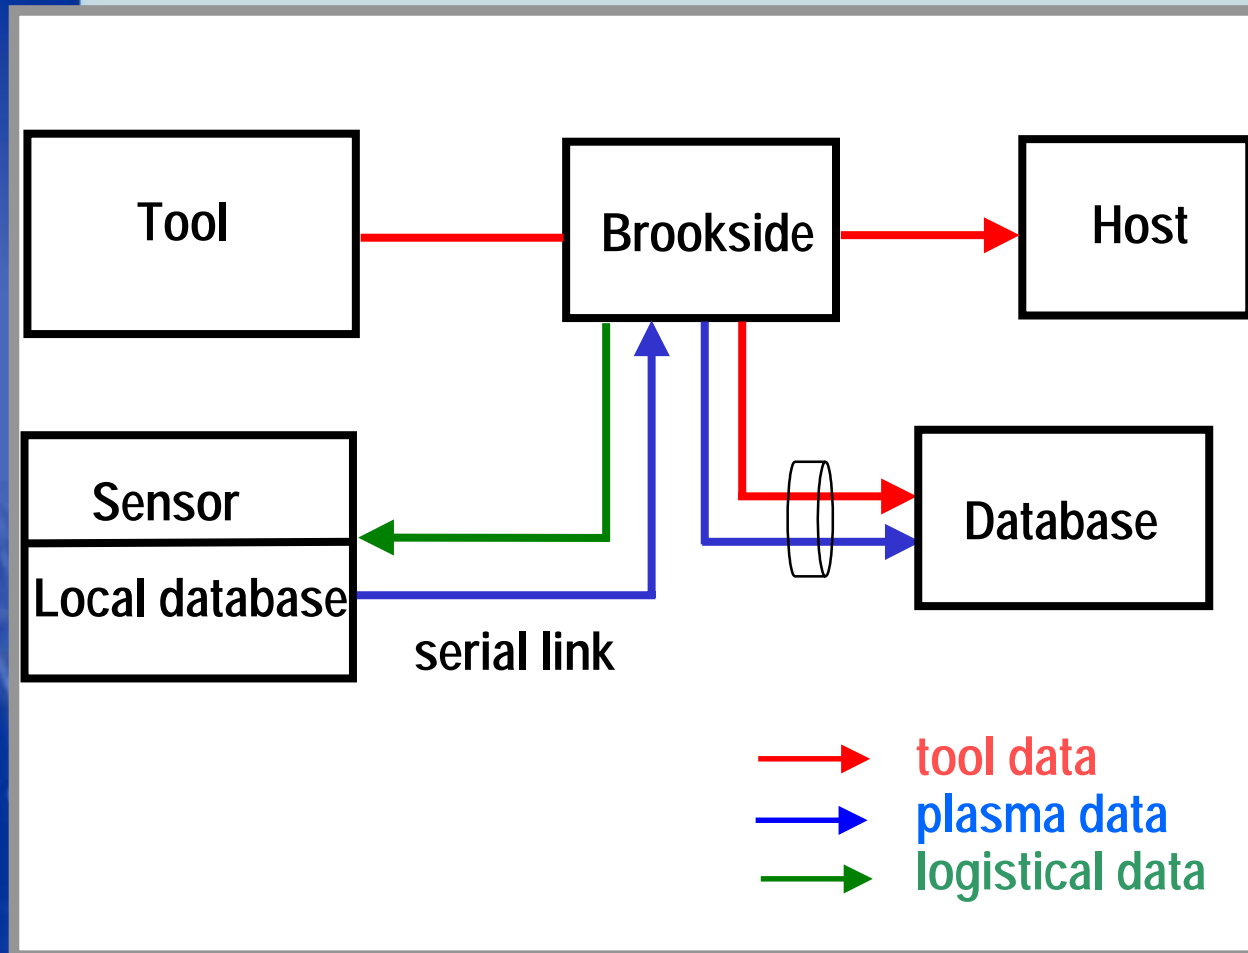 Tool
Brookside
Host
Sensor
Local database
Database
serial link
tool data
plasma data
logistical data